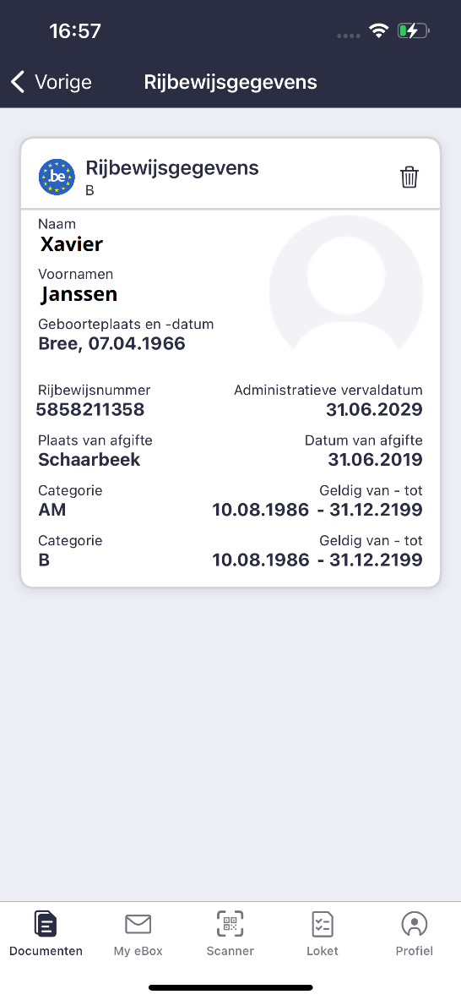 16:57
Vorige
Rijbewijsgegevens
.be
Rijbewijsgegevens
B
Naam
Xavier
Voornamen
Janssen
Geboorteplaats en -datum
Bree, 07.04.1966
Rijbewijsnummer Administratieve vervaldatum
5858211358 31.06.2029
Plaats van afgifte Datum van afgifte
Schaarbeek 31.06.2019
Categorie Geldig van - tot
AM 10.08.1986 - 31.12.2199
Categorie Geldig van - tot
B 10.08.1986 - 31.12.2199
Documenten My eBox Scanner Loket Profiel